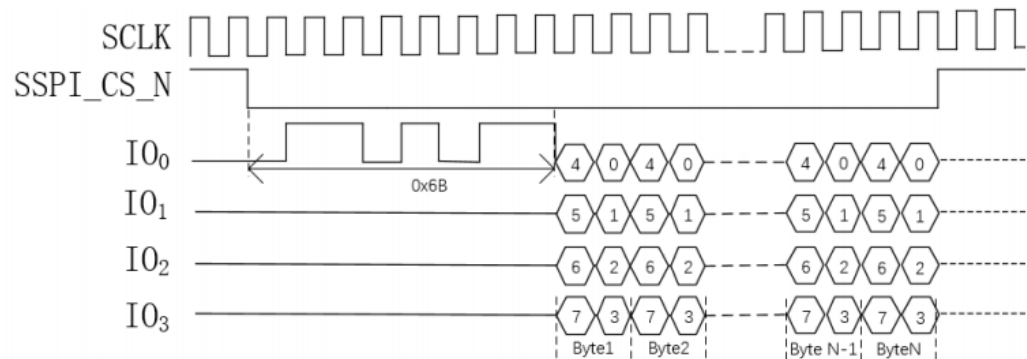 SCLK
SSPI_CS_N
IO₀ 4 0 4 0 4 0 4 0
0x6B
IO₁ 5 1 5 1 5 1 5 1
IO₂ 6 2 6 2 6 2 6 2
IO₃ 7 3 7 3 7 3 7 3
Byte1 Byte2 Byte N-1 ByteN